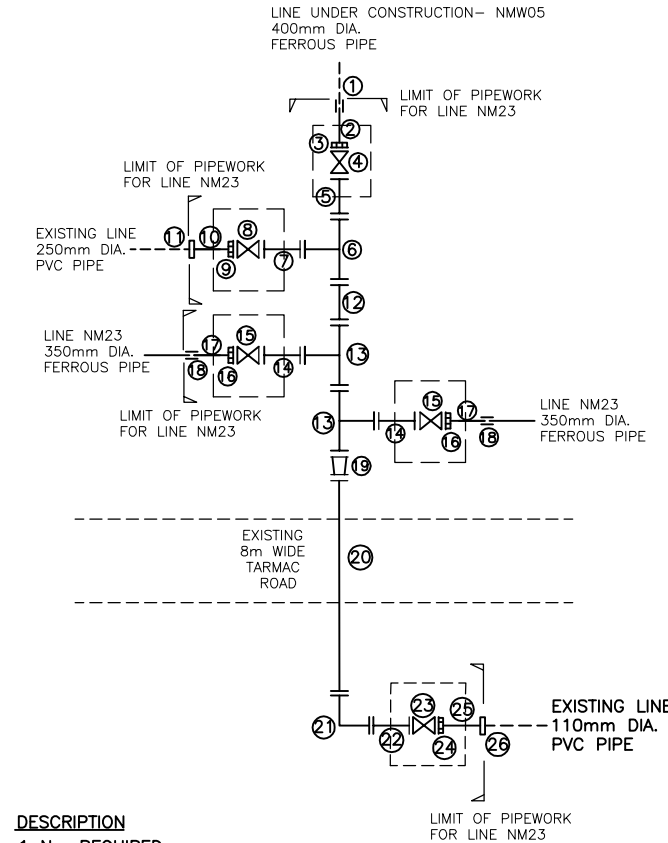 LINE UNDER CONSTRUCTION- NMW05
400mm DIA.
FERROUS PIPE
1
LIMIT OF PIPEWORK
FOR LINE NM23
2
3
4
5
LIMIT OF PIPEWORK
FOR LINE NM23
EXISTING LINE
250mm DIA.
PVC PIPE
11
10
9
8
7
6
12
LINE NM23
350mm DIA.
FERROUS PIPE
18
17
16
15
14
13
LIMIT OF PIPEWORK
FOR LINE NM23
13
14
15
16
17
18
LINE NM23
350mm DIA.
FERROUS PIPE
19
EXISTING
8m WIDE
TARMAC
ROAD
20
21
22
23
24
25
26
EXISTING LINE
110mm DIA.
PVC PIPE
LIMIT OF PIPEWORK
FOR LINE NM23
DESCRIPTION